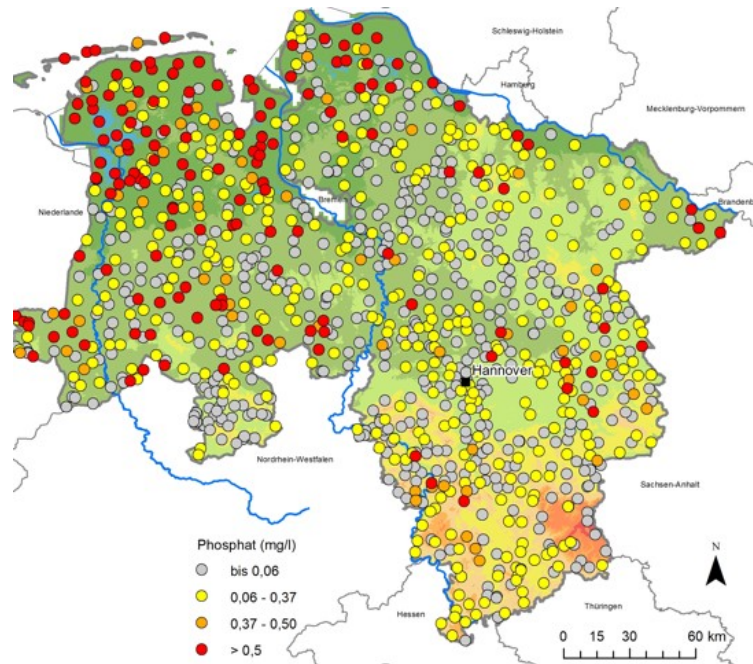 Schleswig-Holstein
Hamburg
Mecklenburg-Vorpommern
Niederlande
Bremen
Brandenb
Hannover
Nordrhein-Westfalen
Sachsen-Anhalt
Phosphat (mg/l)
bis 0,06
0,06 - 0,37
0,37 - 0,50
> 0,5
Hessen
Thüringen
N
0 15 30 60 km